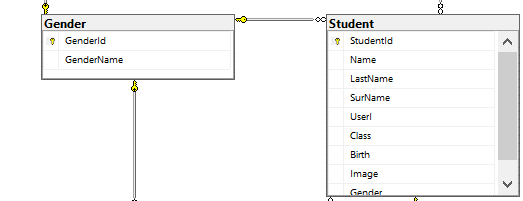 Gender
GenderId
GenderName
Student
StudentId
Name
LastName
SurName
UserI
Class
Birth
Image
Gender